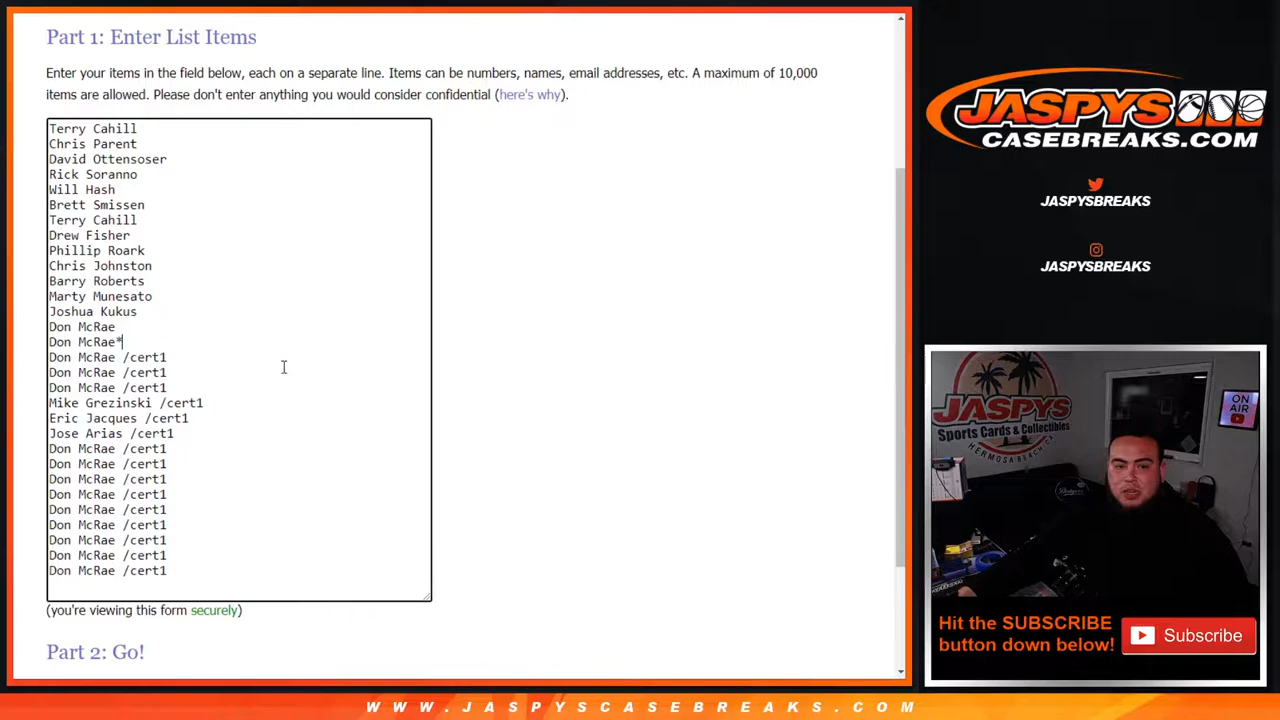 Part 1: Enter List Items
Enter your items in the field below, each on a separate line. Items can be numbers, names, email addresses, etc. A maximum of 10,000
items are allowed. Please don't enter anything you would consider confidential (here's why).
Terry Cahill
Chris Parent
David Ottensoser
Rick Soranno
Will Hash
Brett Smissen
Terry Cahill
Drew Fisher
Phillip Roark
Chris Johnston
Barry Roberts
Marty Munesato
Joshua Kukus
Don McRae
Don McRae*
Don McRae /cert1
Don McRae /cert1
Don McRae /cert1
Mike Grezinski /cert1
Eric Jacques /cert1
Jose Arias /cert1
Don McRae /cert1
Don McRae /cert1
Don McRae /cert1
Don McRae /cert1
Don McRae /cert1
Don McRae /cert1
Don McRae /cert1
Don McRae /cert1
Don McRae /cert1
(you're viewing this form securely)
Part 2: Go!
JASPYS
CASEBREAKS.COM
JASPYSBREAKS
JASPYSBREAKS
JASPYS
Sports Cards & Collectibles
HERMOSA BEACH, CA
ON
AIR
Dodgers
Hit the SUBSCRIBE
button down below!
Subscribe
WWW.JASPYSCASEBREAKS.COM